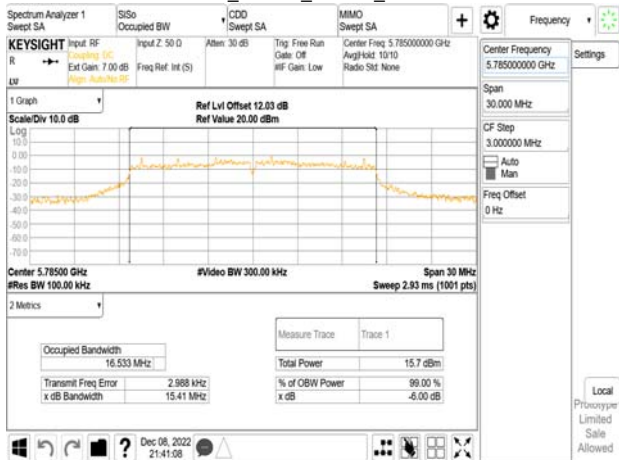 Spectrum Analyzer 1
Swept SA
SiSo
Occupied BW
CDD
Swept SA
MIMO
Swept SA
+
Frequency
KEYSIGHT
R
LXI
Input: RF
Coupling: DC
Ext Gain: 7.00 dB
Align: Auto/No RF
Input Z: 50 Ω
Freq Ref: Int (S)
Atten: 30 dB
Trig: Free Run
Gate: Off
#IF Gain: Low
Center Freq: 5.785000000 GHz
Avg|Hold: 10/10
Radio Std: None
Center Frequency
5.785000000 GHz
Settings
Span
30.000 MHz
CF Step
3.000000 MHz
Auto
Man
Freq Offset
0 Hz
1 Graph
Scale/Div 10.0 dB
Ref Lvl Offset 12.03 dB
Ref Value 20.00 dBm
Log
10.0
0.00
-10.0
-20.0
-30.0
-40.0
-50.0
-60.0
-70.0
Center 5.78500 GHz
#Res BW 100.00 kHz
#Video BW 300.00 kHz
Span 30 MHz
Sweep 2.93 ms (1001 pts)
2 Metrics
Measure Trace
Trace 1
Occupied Bandwidth
16.533 MHz
Total Power
15.7 dBm
Transmit Freq Error
2.988 kHz
% of OBW Power
99.00 %
x dB Bandwidth
15.41 MHz
x dB
-6.00 dB
Local
Prototype
Limited
Sale
Allowed
?
Dec 08, 2022
21:41:08